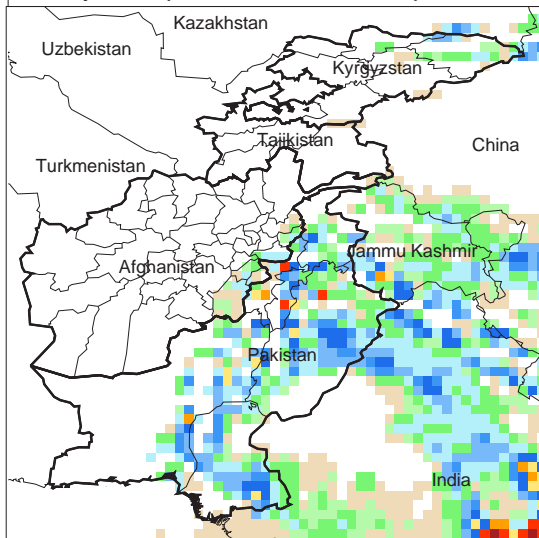 Kazakhstan
Uzbekistan
Kyrgyzstan
China
Tajikistan
Turkmenistan
Jammu Kashmir
Afghanistan
Pakistan
India